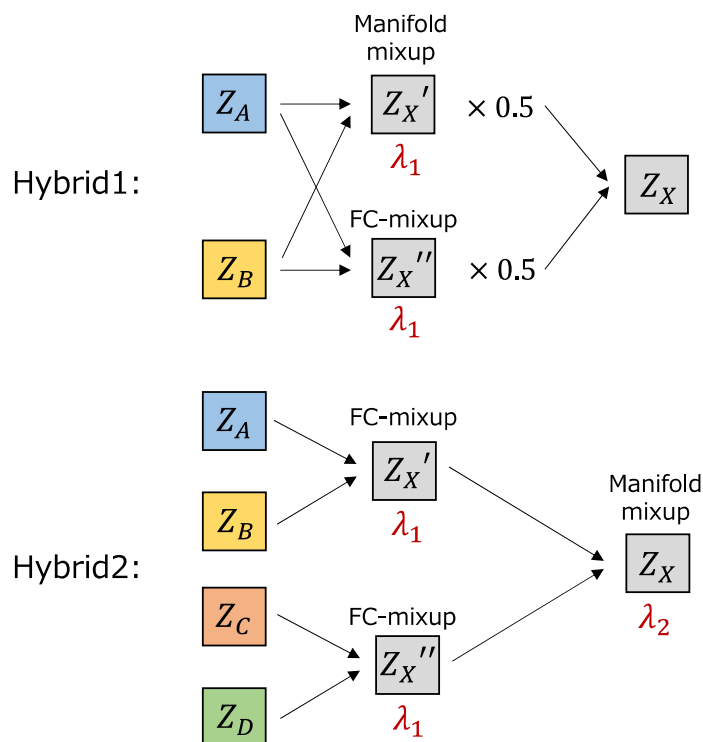 Manifold
mixup
Z_A
Z_X′
× 0.5
λ_1
Hybrid1:
Z_X
FC-mixup
Z_B
Z_X′′
× 0.5
λ_1
Z_A
FC-mixup
Z_X′
λ_1
Z_B
Manifold
mixup
Hybrid2:
Z_X
λ_2
Z_C
FC-mixup
Z_X′′
λ_1
Z_D